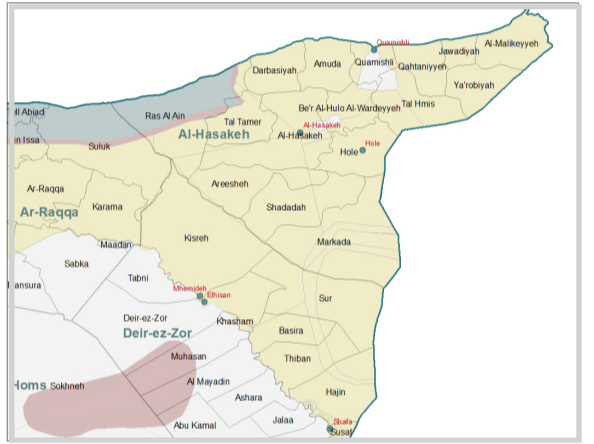 Quamishli
Al-Malikeyyeh
Jawadiyah
Amuda
Quamishli
Qahtaniyyeh
Darbasiyah
Ya'robiyah
Be'r Al-Hulo Al-Wardeyyeh
Tal Hmis
Abiad
Ras Al Ain
Tal Tamer
Al-Hasakeh
Al-Hasakeh
Al-Hasakeh
in Issa
Suluk
Hole
Hole
Ar-Raqqa
Areesheh
Karama
Shadadah
Ar-Raqqa
Kisreh
Markada
Maadan
Sabka
Tabni
ansura
Mhemideh
Elhisan
Sur
Deir-ez-Zor
Khasham
Deir-ez-Zor
Basira
Muhasan
Thiban
Homs
Sokhneh
Al Mayadin
Hajin
Ashara
Abu Kamal
Jalaa
Susat